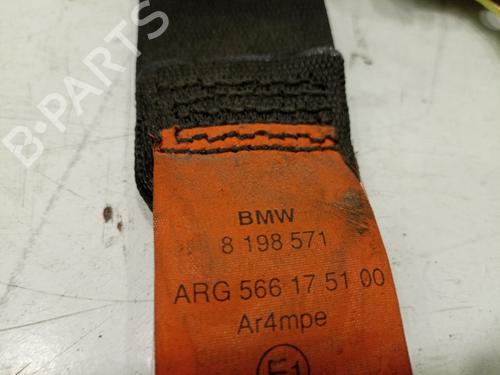 B-PARTS
BMW
8 198 571
ARG 566 17 51 00
Ar4mpe
E1